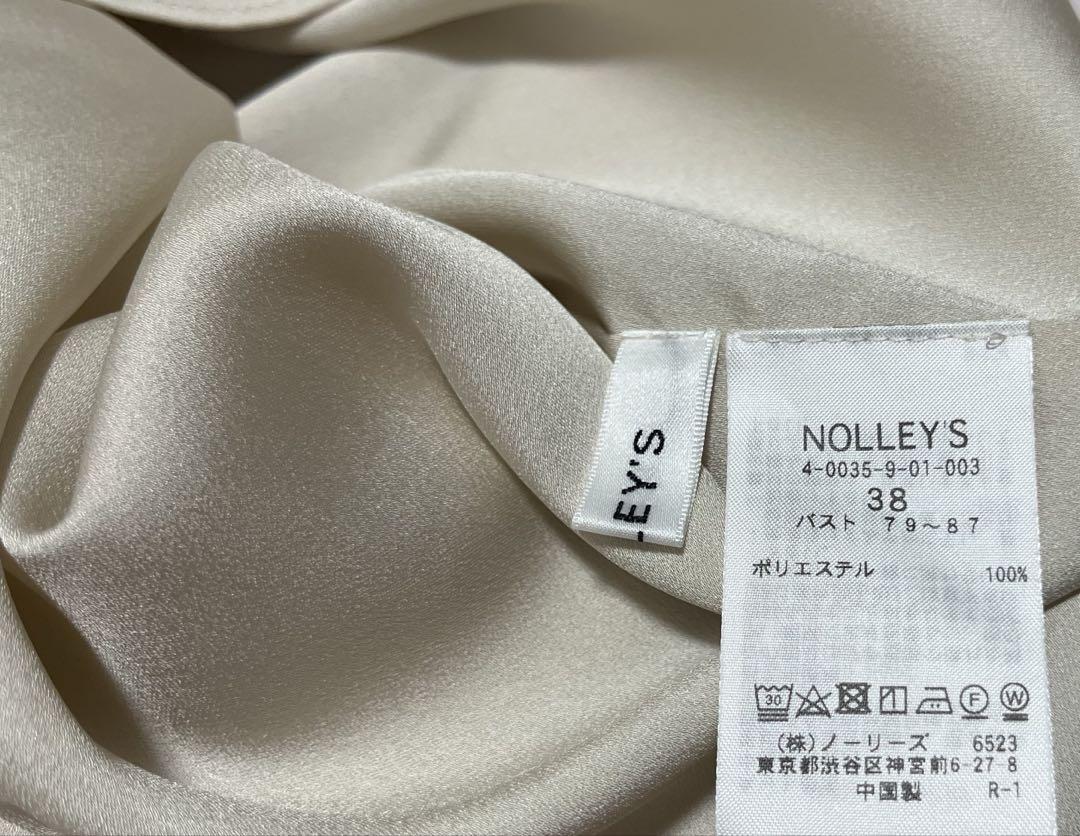 -EY'S
NOLLEY'S
4-0035-9-01-003
38
バスト 79～87
ポリエステル 100%
30 F W
(株)ノーリーズ 6523
東京都渋谷区神宮前6-27-8
中国製 R-1